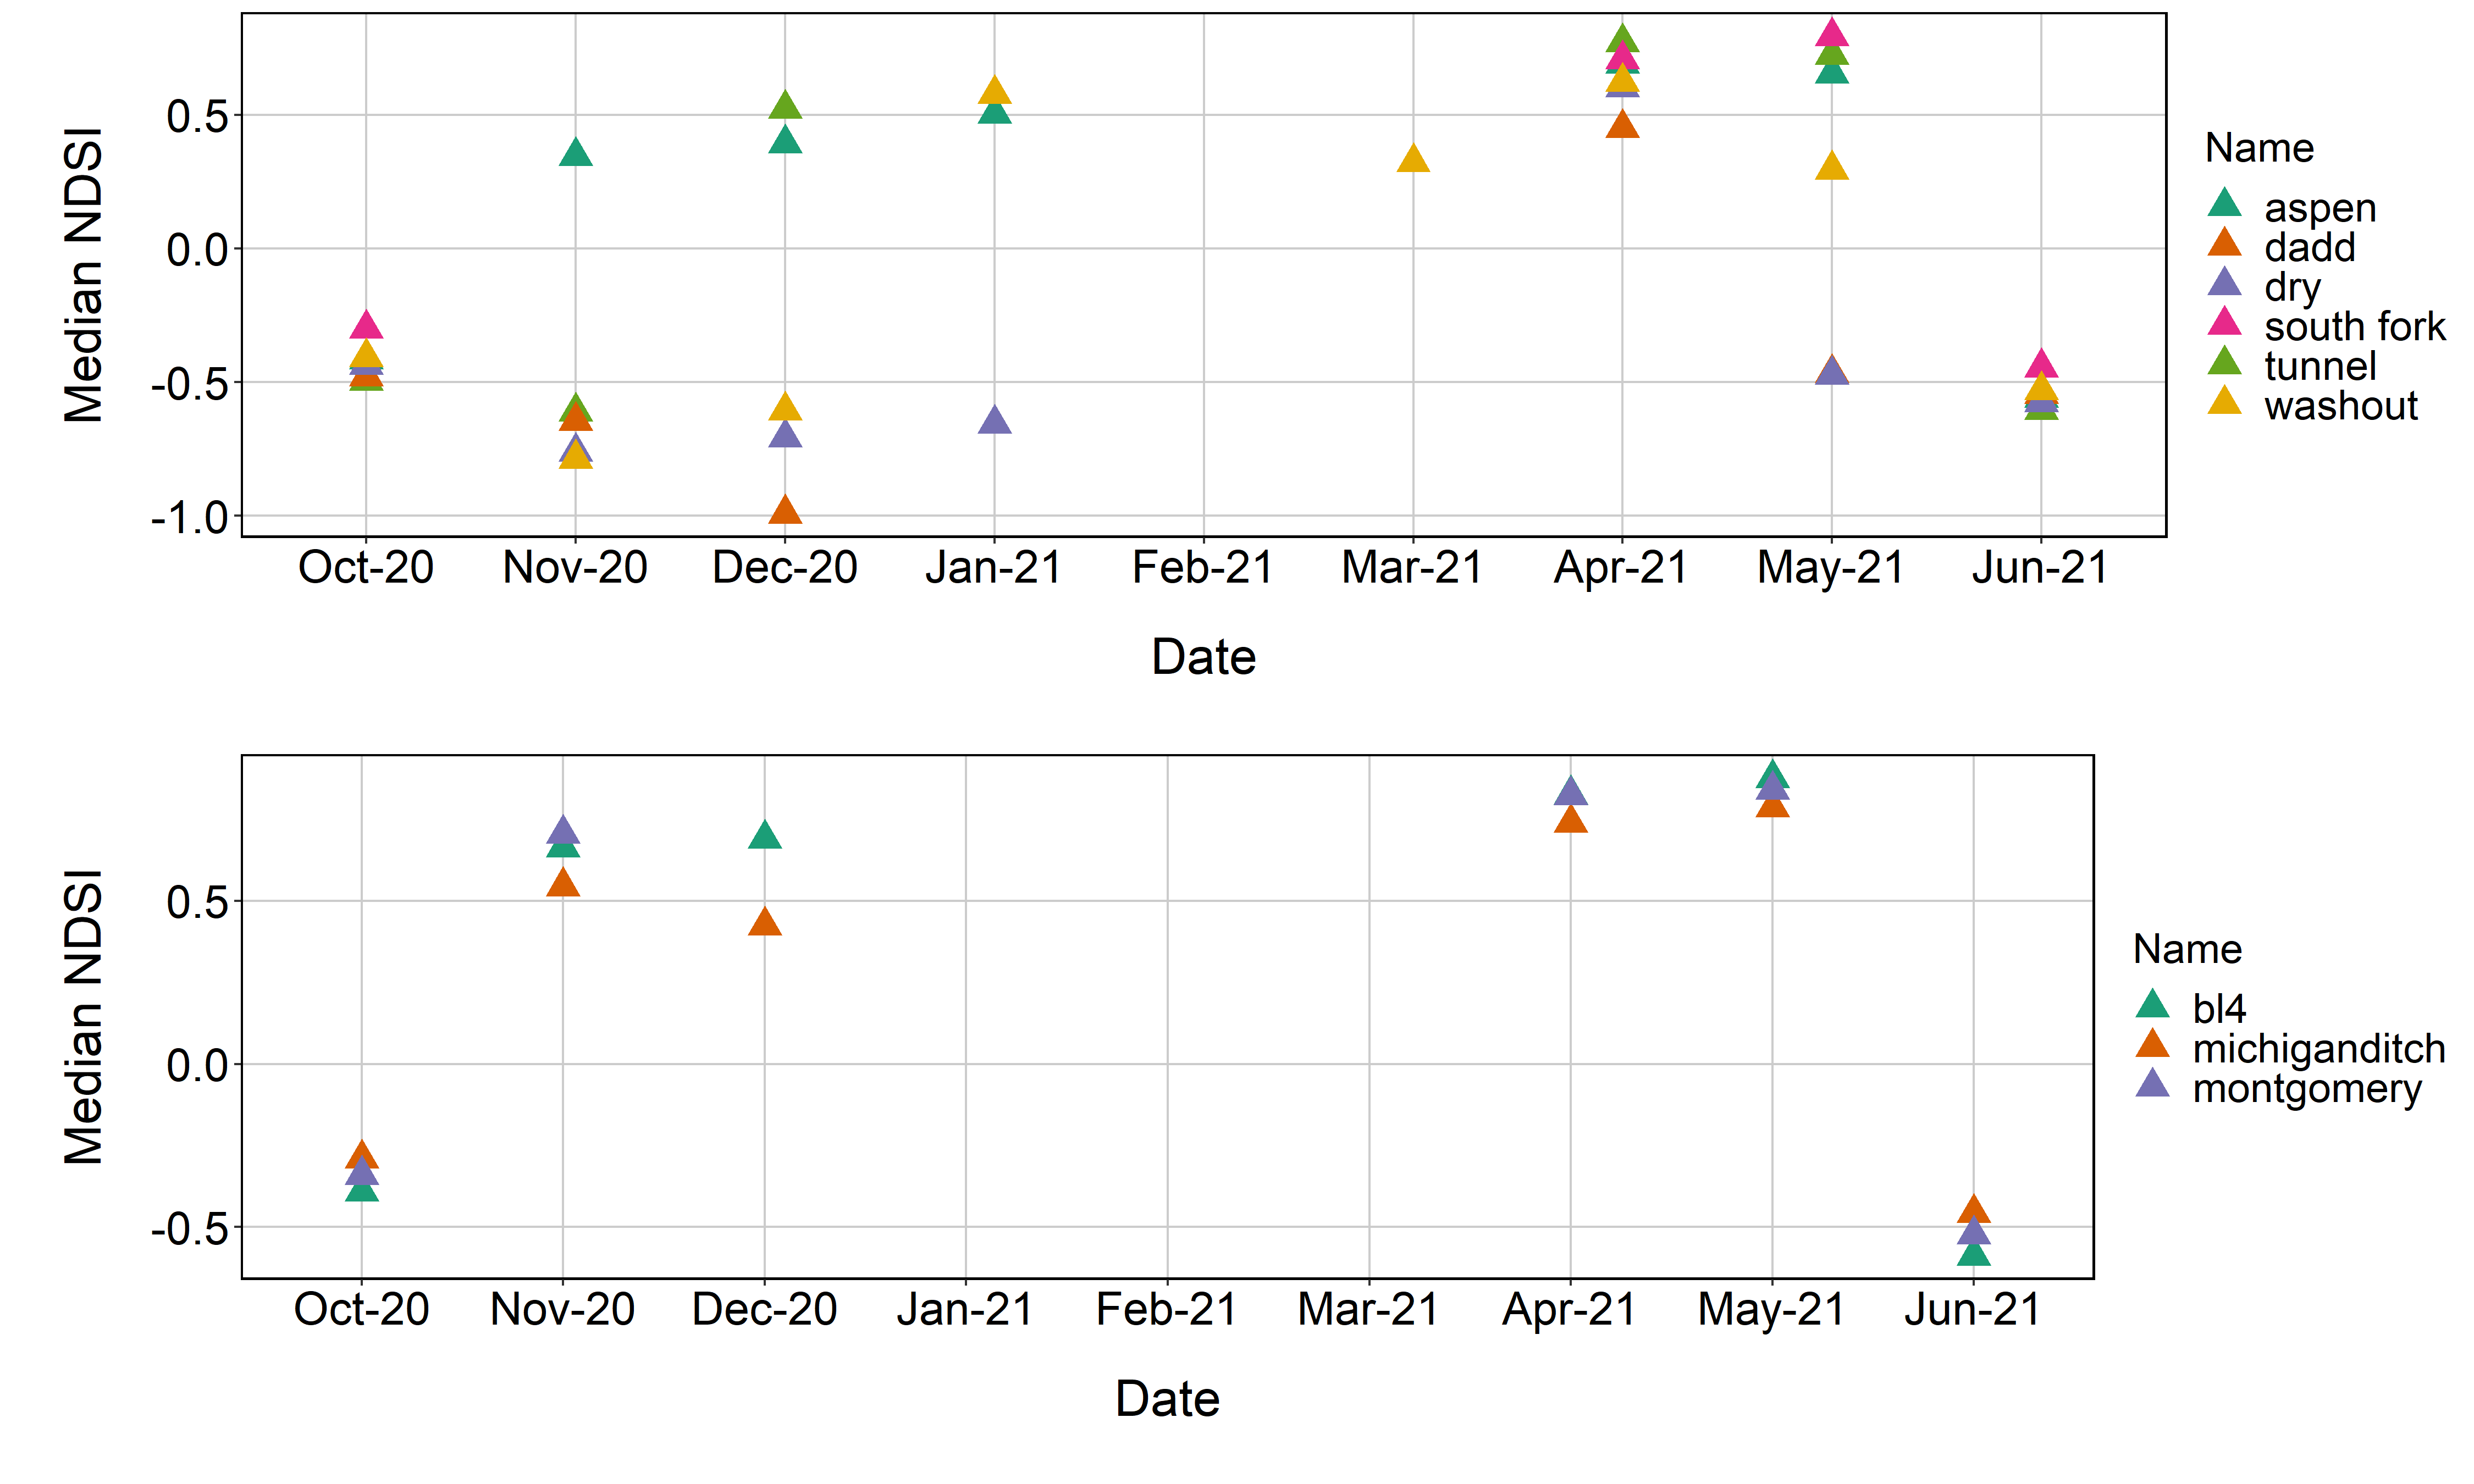 Median NDSI
0.5
0.0
-0.5
-1.0
Oct-20 Nov-20 Dec-20 Jan-21 Feb-21 Mar-21 Apr-21 May-21 Jun-21
Date
Name
aspen
dadd
dry
south fork
tunnel
washout
Median NDSI
0.5
0.0
-0.5
Oct-20 Nov-20 Dec-20 Jan-21 Feb-21 Mar-21 Apr-21 May-21 Jun-21
Date
Name
bl4
michiganditch
montgomery